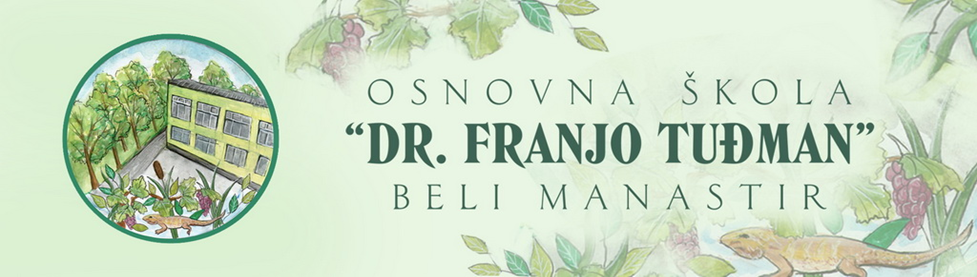 OSNOVNA ŠKOLA
“DR. FRANJO TUĐMAN”
BELI MANASTIR